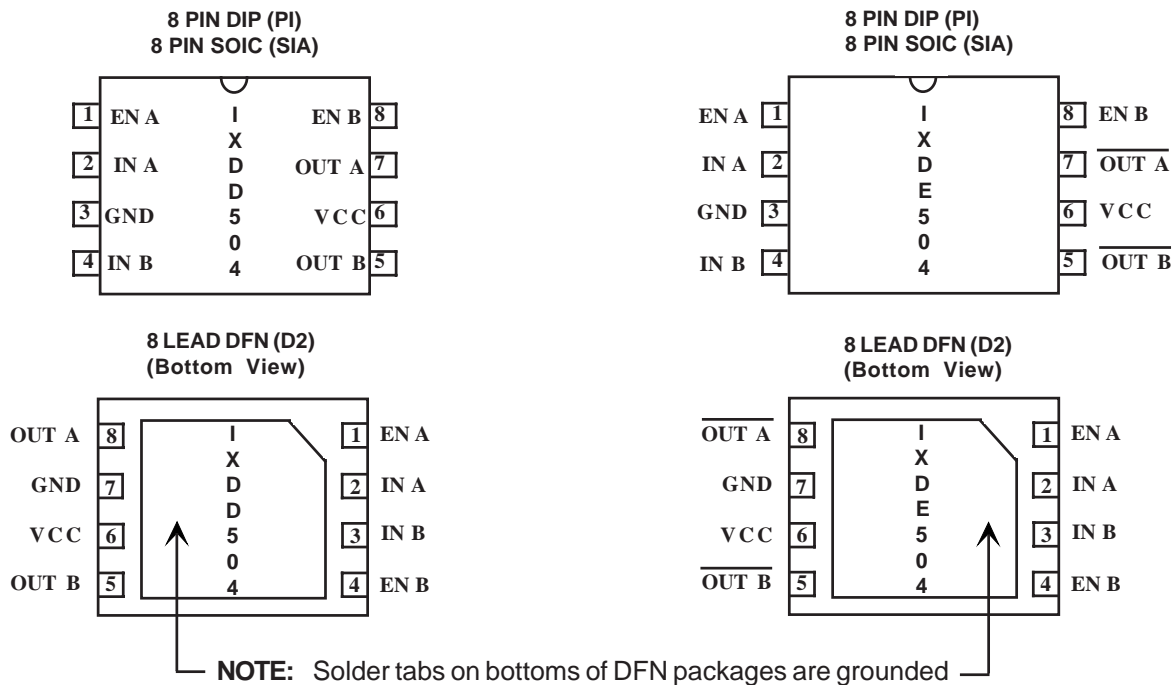 8 PIN DIP (PI)
8 PIN SOIC (SIA)
1 EN A
2 IN A
3 GND
4 IN B
I
X
D
D
5
0
4
EN B 8
OUT A 7
VCC 6
OUT B 5
8 PIN DIP (PI)
8 PIN SOIC (SIA)
EN A 1
IN A 2
GND 3
IN B 4
I
X
D
E
5
0
4
8 EN B
7 OUT A
6 VCC
5 OUT B
8 LEAD DFN (D2)
(Bottom View)
OUT A 8
GND 7
VCC 6
OUT B 5
I
X
D
D
5
0
4
1 EN A
2 IN A
3 IN B
4 EN B
8 LEAD DFN (D2)
(Bottom View)
OUT A 8
GND 7
VCC 6
OUT B 5
I
X
D
E
5
0
4
1 EN A
2 IN A
3 IN B
4 EN B
NOTE: Solder tabs on bottoms of DFN packages are grounded